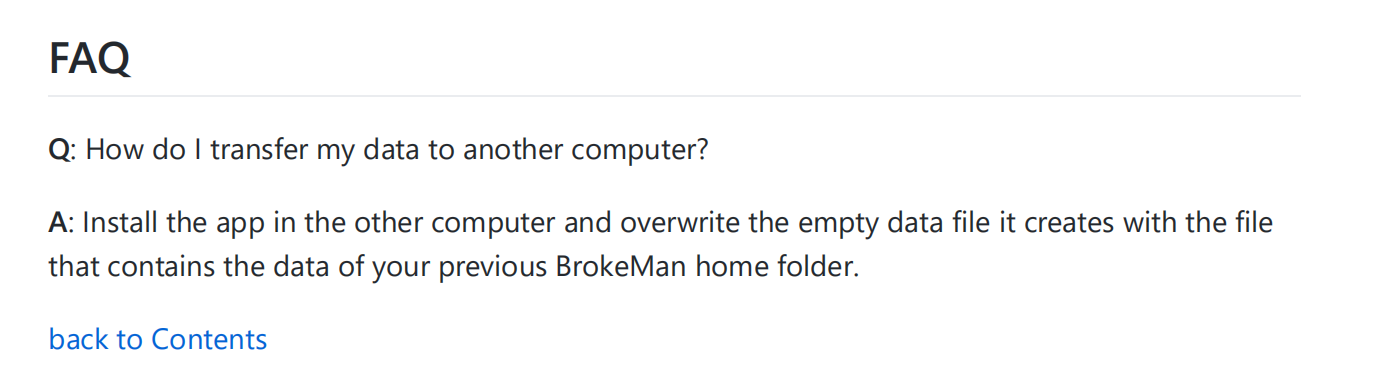 FAQ
Q: How do I transfer my data to another computer?
A: Install the app in the other computer and overwrite the empty data file it creates with the file
that contains the data of your previous BrokeMan home folder.
back to Contents